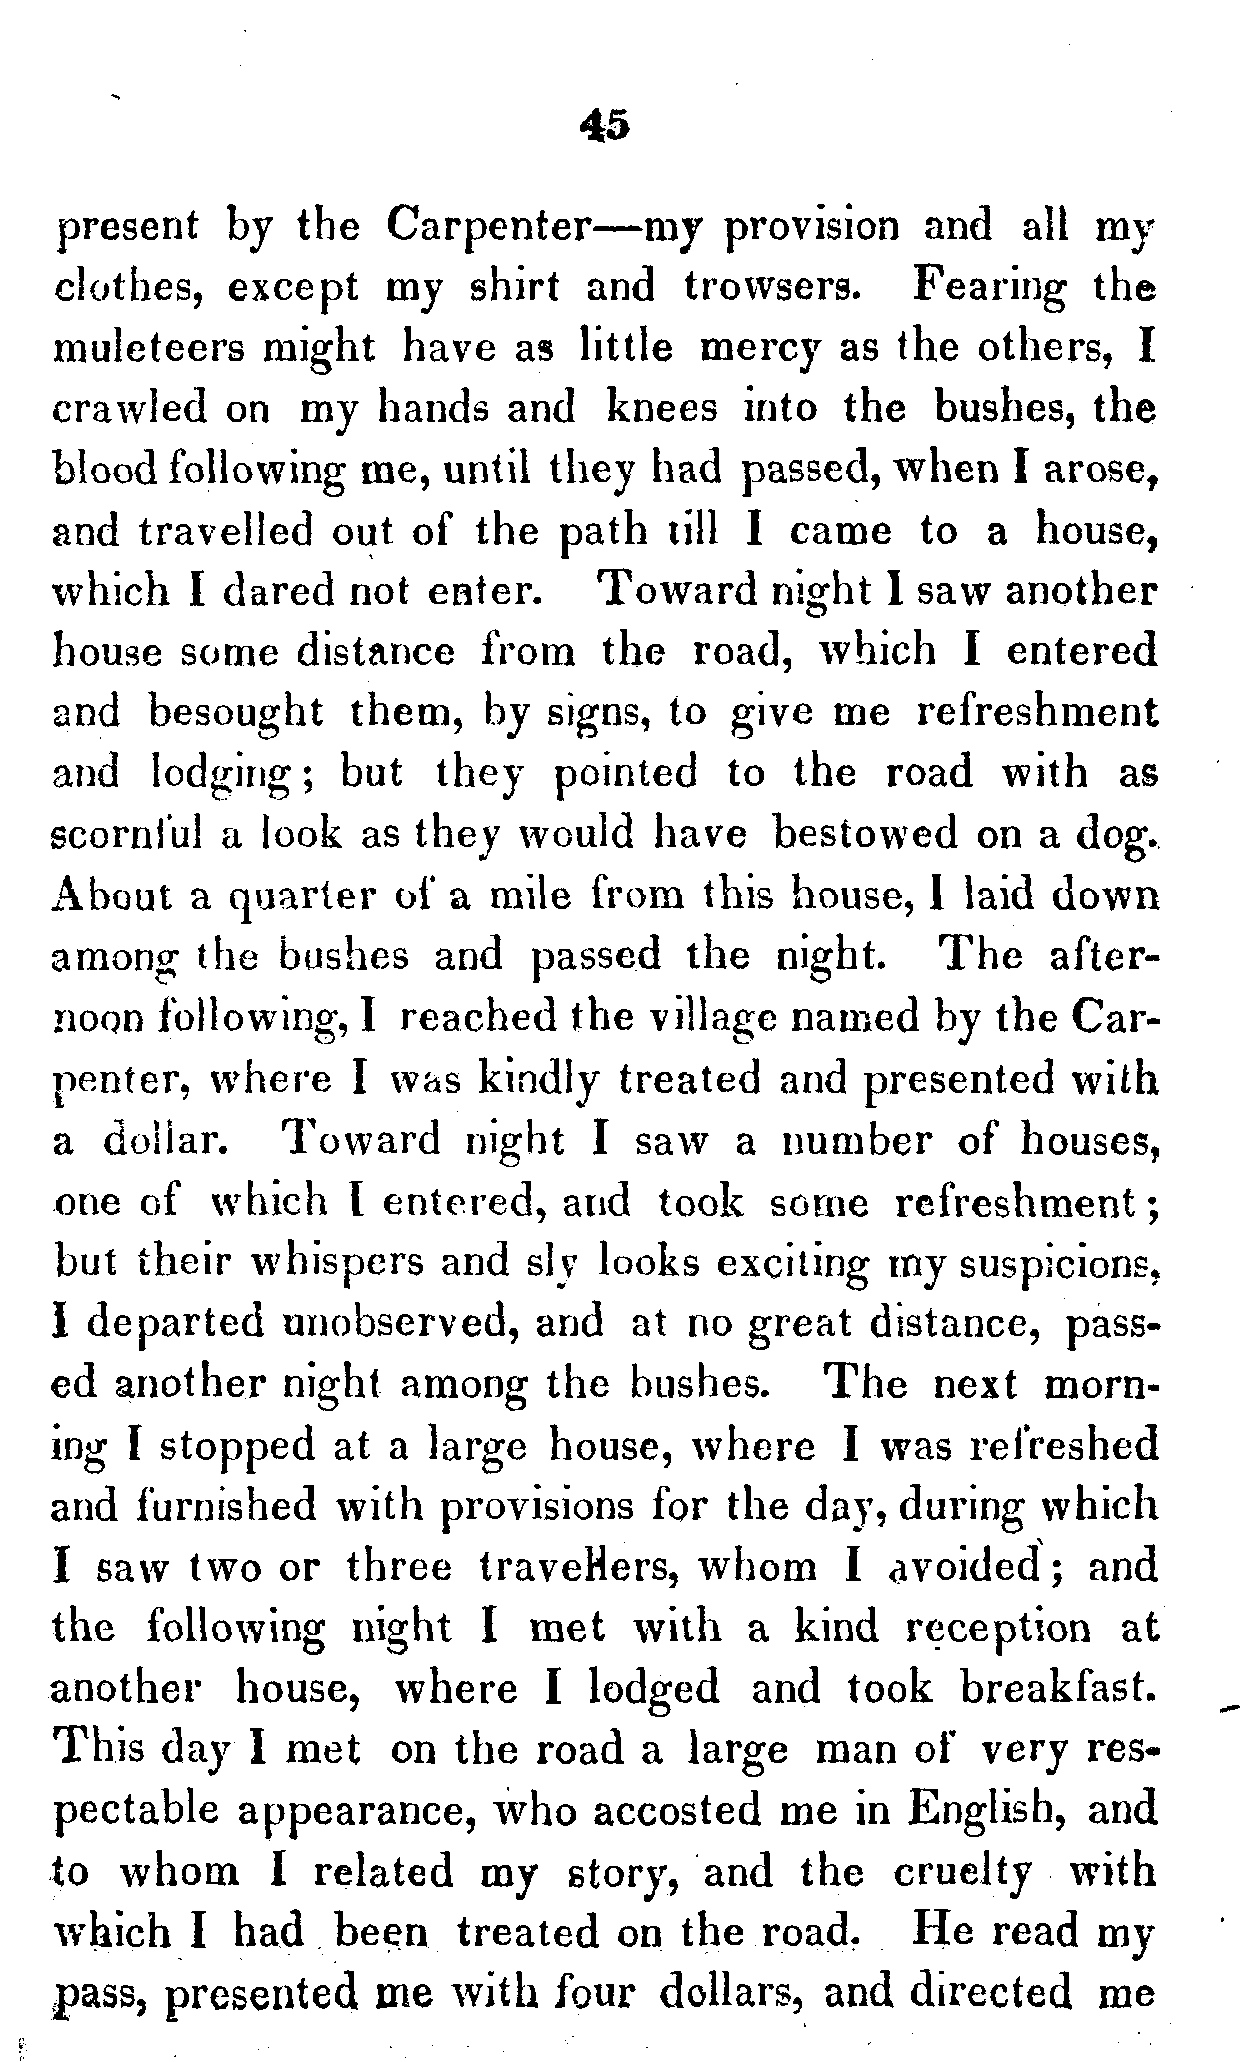 45
present by the Carpenter—my provision and all my
clothes, except my shirt and trowsers. Fearing the
muleteers might have as little mercy as the others, I
crawled on my hands and knees into the bushes, the
blood following me, until they had passed, when I arose,
and travelled out of the path till I came to a house,
which I dared not enter. Toward night I saw another
house some distance from the road, which I entered
and besought them, by signs, to give me refreshment
and lodging; but they pointed to the road with as
scornful a look as they would have bestowed on a dog.
About a quarter of a mile from this house, I laid down
among the bushes and passed the night. The after-
noon following, I reached the village named by the Car-
penter, where I was kindly treated and presented with
a dollar. Toward night I saw a number of houses,
one of which I entered, and took some refreshment;
but their whispers and sly looks exciting my suspicions,
I departed unobserved, and at no great distance, pass-
ed another night among the bushes. The next morn-
ing I stopped at a large house, where I was refreshed
and furnished with provisions for the day, during which
I saw two or three travellers, whom I avoided; and
the following night I met with a kind reception at
another house, where I lodged and took breakfast.
This day I met on the road a large man of very res-
pectable appearance, who accosted me in English, and
to whom I related my story, and the cruelty with
which I had been treated on the road. He read my
pass, presented me with four dollars, and directed me